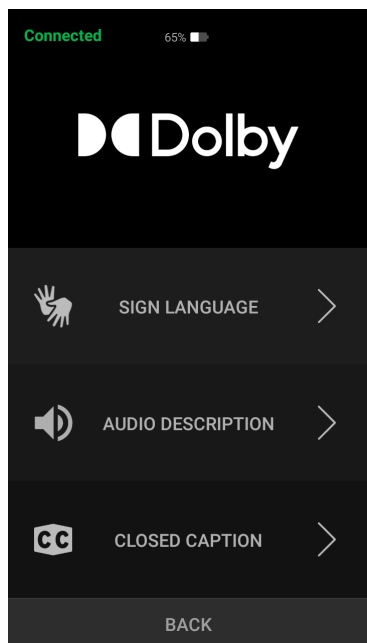 Connected
65%
Dolby
SIGN LANGUAGE
AUDIO DESCRIPTION
CC
CLOSED CAPTION
BACK